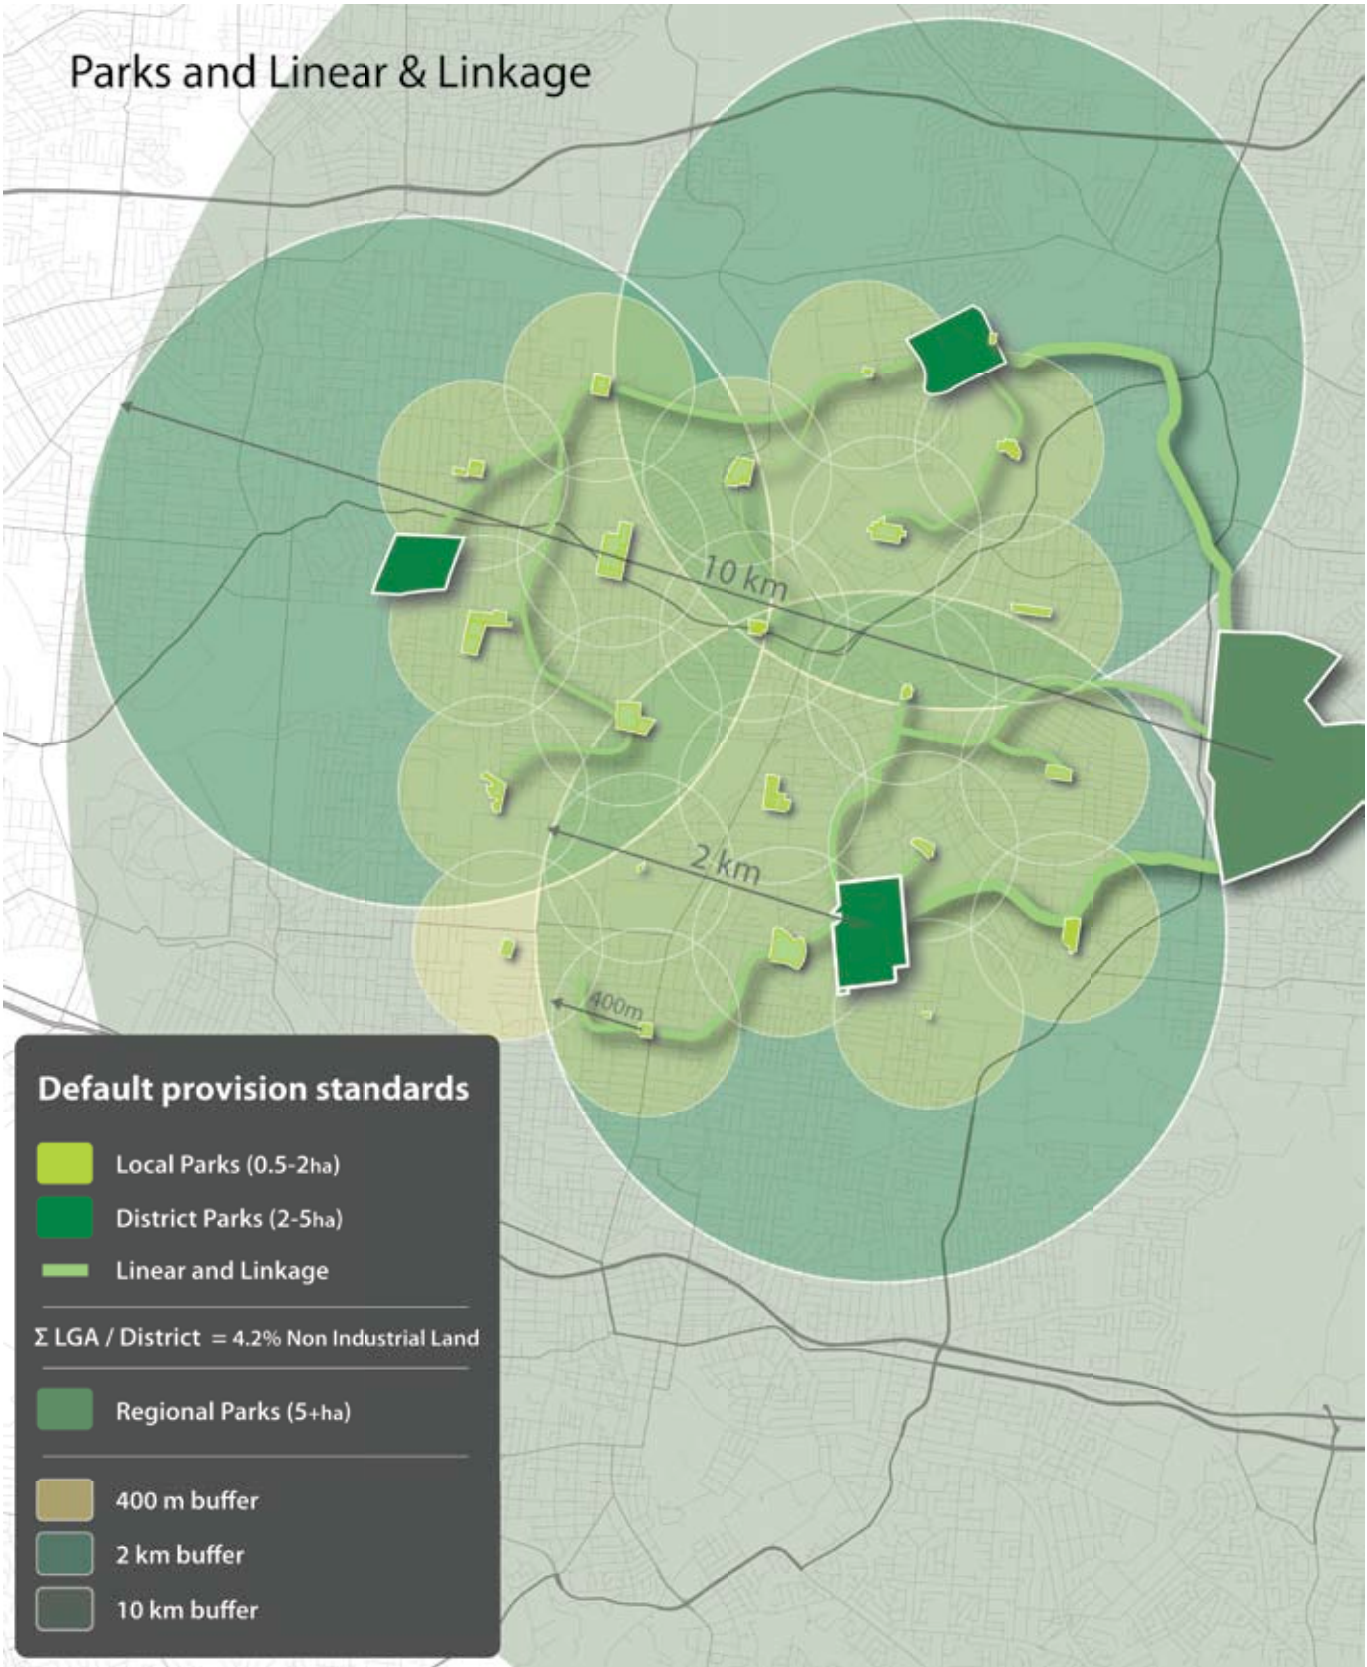 Parks and Linear & Linkage
10 km
2 km
400m
Default provision standards
Local Parks (0.5-2ha)
District Parks (2-5ha)
Linear and Linkage
Σ LGA / District = 4.2% Non Industrial Land
Regional Parks (5+ha)
400 m buffer
2 km buffer
10 km buffer